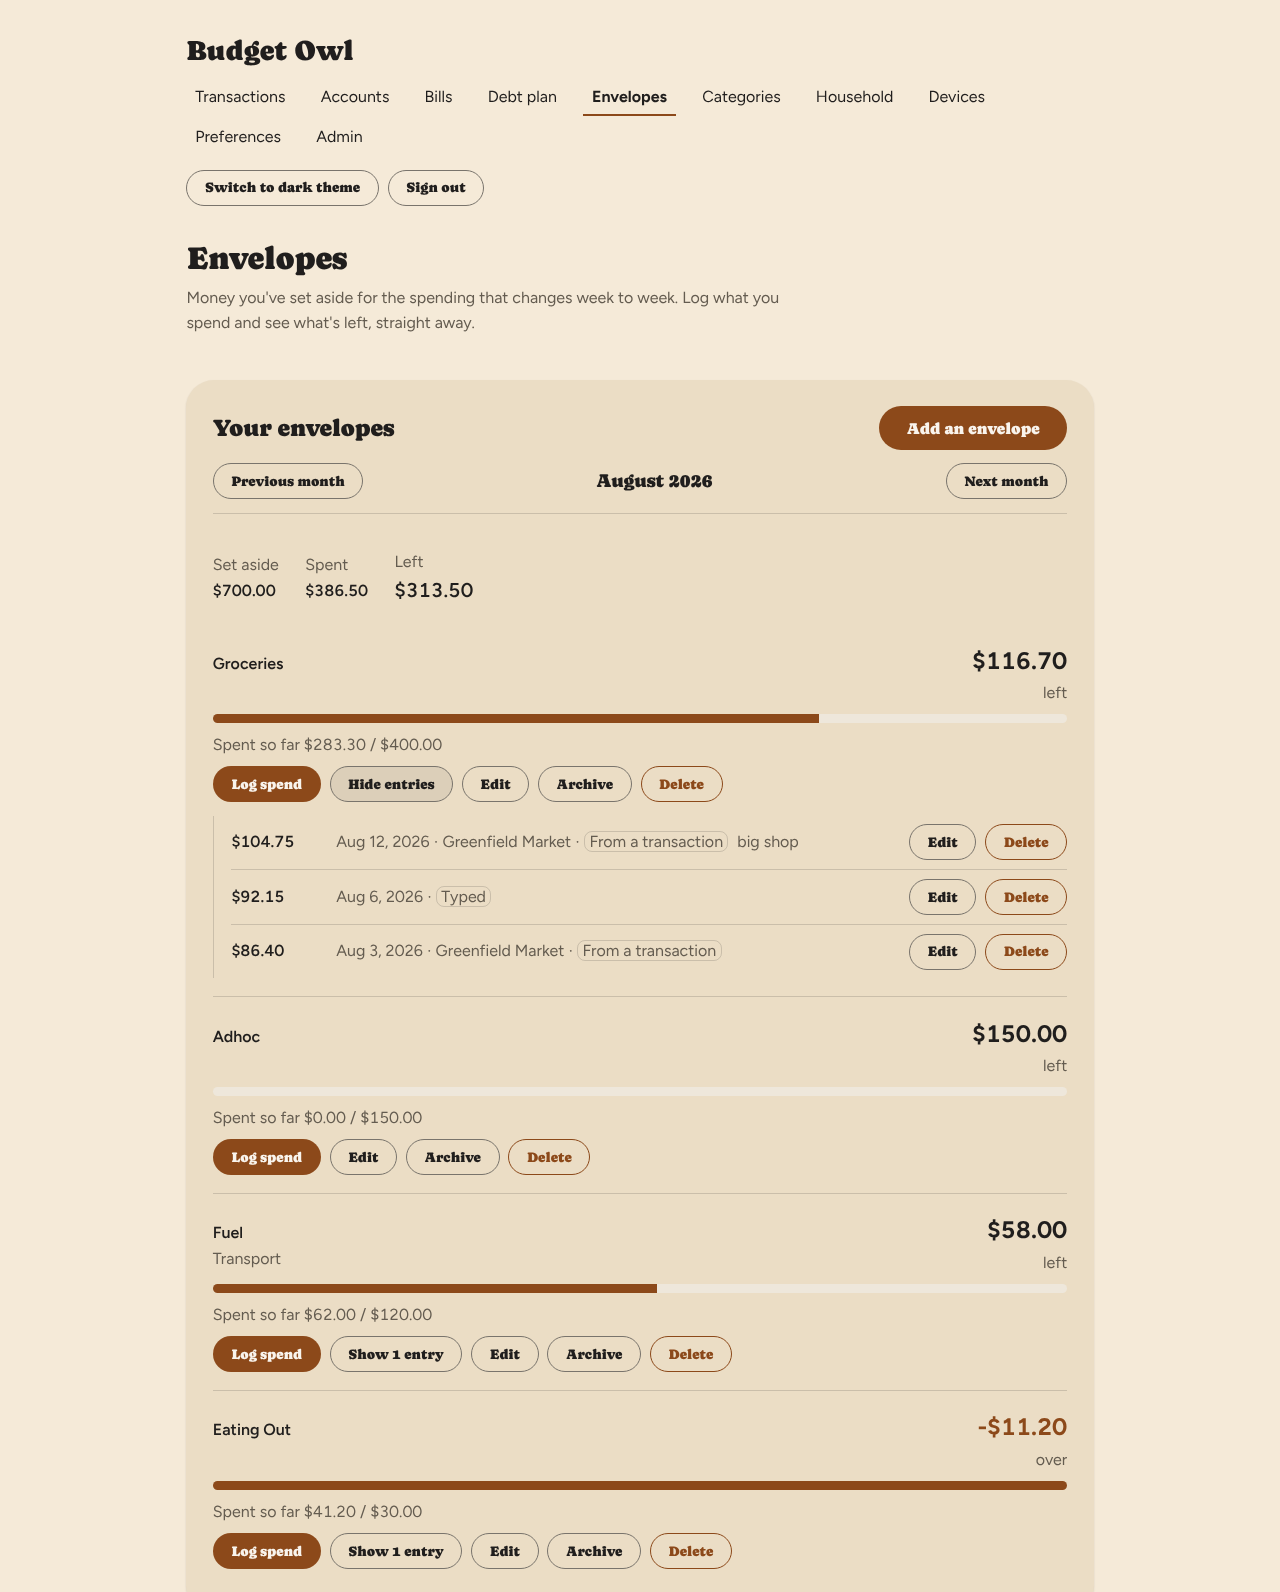 Budget Owl
Transactions Accounts Bills Debt plan Envelopes Categories Household Devices
Preferences Admin
Switch to dark theme Sign out
Envelopes
Money you've set aside for the spending that changes week to week. Log what you
spend and see what's left, straight away.
Your envelopes Add an envelope
Previous month August 2026 Next month
Set aside Spent Left
$700.00 $386.50 $313.50
Groceries $116.70
left
Spent so far $283.30 / $400.00
Log spend Hide entries Edit Archive Delete
$104.75 Aug 12, 2026 · Greenfield Market · From a transaction big shop Edit Delete
$92.15 Aug 6, 2026 · Typed Edit Delete
$86.40 Aug 3, 2026 · Greenfield Market · From a transaction Edit Delete
Adhoc $150.00
left
Spent so far $0.00 / $150.00
Log spend Edit Archive Delete
Fuel $58.00
Transport left
Spent so far $62.00 / $120.00
Log spend Show 1 entry Edit Archive Delete
Eating Out -$11.20
over
Spent so far $41.20 / $30.00
Log spend Show 1 entry Edit Archive Delete